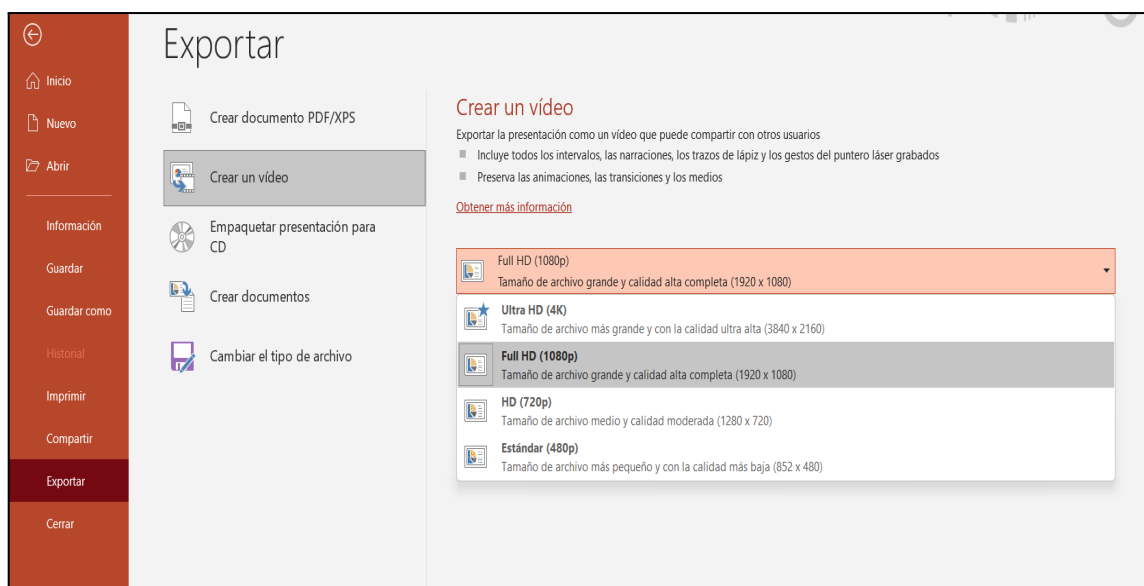 Exportar
Inicio
Nuevo
Abrir
Información
Guardar
Guardar como
Historial
Imprimir
Compartir
Exportar
Cerrar
Crear documento PDF/XPS
Crear un vídeo
Empaquetar presentación para
CD
Crear documentos
Cambiar el tipo de archivo
Crear un vídeo
Exportar la presentación como un vídeo que puede compartir con otros usuarios
Incluye todos los intervalos, las narraciones, los trazos de lápiz y los gestos del puntero láser grabados
Preserva las animaciones, las transiciones y los medios
Obtener más información
Full HD (1080p)
Tamaño de archivo grande y calidad alta completa (1920 x 1080)
Ultra HD (4K)
Tamaño de archivo más grande y con la calidad ultra alta (3840 x 2160)
Full HD (1080p)
Tamaño de archivo grande y calidad alta completa (1920 x 1080)
HD (720p)
Tamaño de archivo medio y calidad moderada (1280 x 720)
Estándar (480p)
Tamaño de archivo más pequeño y con la calidad más baja (852 x 480)